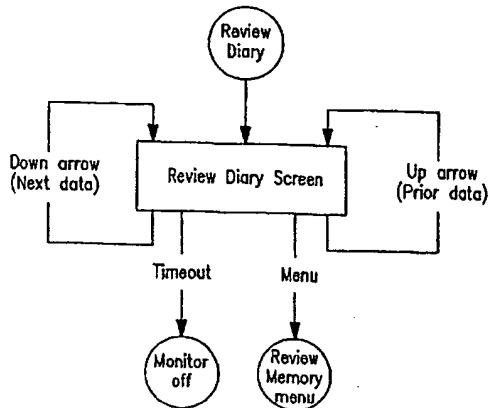 Review
Diary
Down arrow
(Next data)
Review Diary Screen
Up arrow
(Prior data)
Timeout
Menu
Monitor
off
Review
Memory
menu